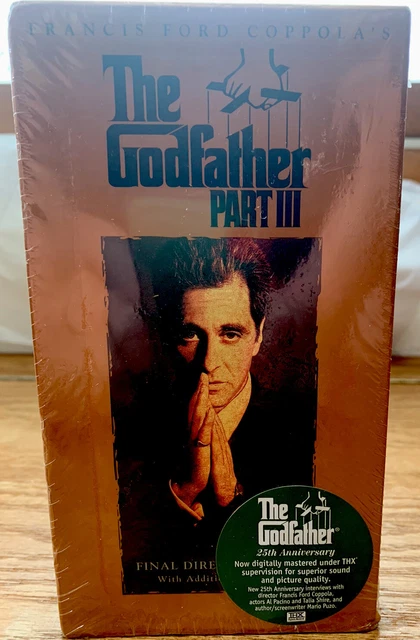 FRANCIS FORD COPPOLA'S
The
Godfather
PART III
FINAL DIRE
With Additi
The
Godfather®
25th Anniversary
Now digitally mastered under THX
supervision for superior sound
and picture quality.
New 25th Anniversary interviews with
director Francis Ford Coppola,
actors Al Pacino and Talia Shire, and
author/screenwriter Mario Puzo.
THX